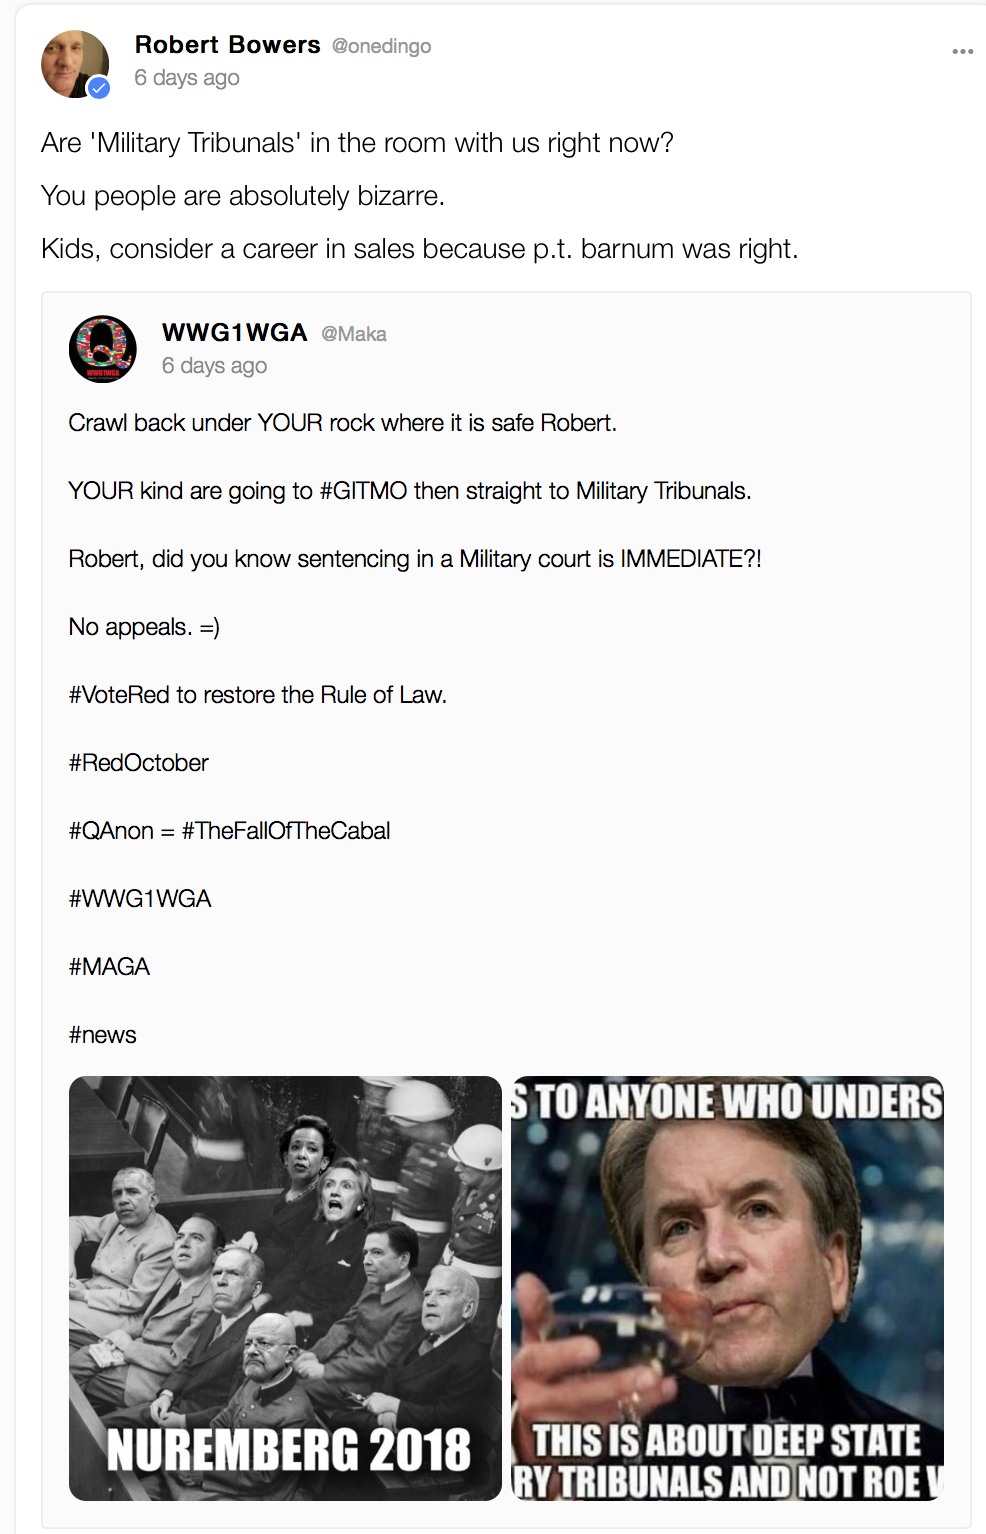 Robert Bowers @onedingo
6 days ago
Are 'Military Tribunals' in the room with us right now?
You people are absolutely bizarre.
Kids, consider a career in sales because p.t. barnum was right.
WWG1WGA @Maka
6 days ago
Q
WWG1WGA
Crawl back under YOUR rock where it is safe Robert.
YOUR kind are going to #GITMO then straight to Military Tribunals.
Robert, did you know sentencing in a Military court is IMMEDIATE?!
No appeals. =)
#VoteRed to restore the Rule of Law.
#RedOctober
#QAnon = #TheFallOfTheCabal
#WWG1WGA
#MAGA
#news
NUREMBERG 2018
S TO ANYONE WHO UNDERS
THIS IS ABOUT DEEP STATE
RY TRIBUNALS AND NOT ROE V